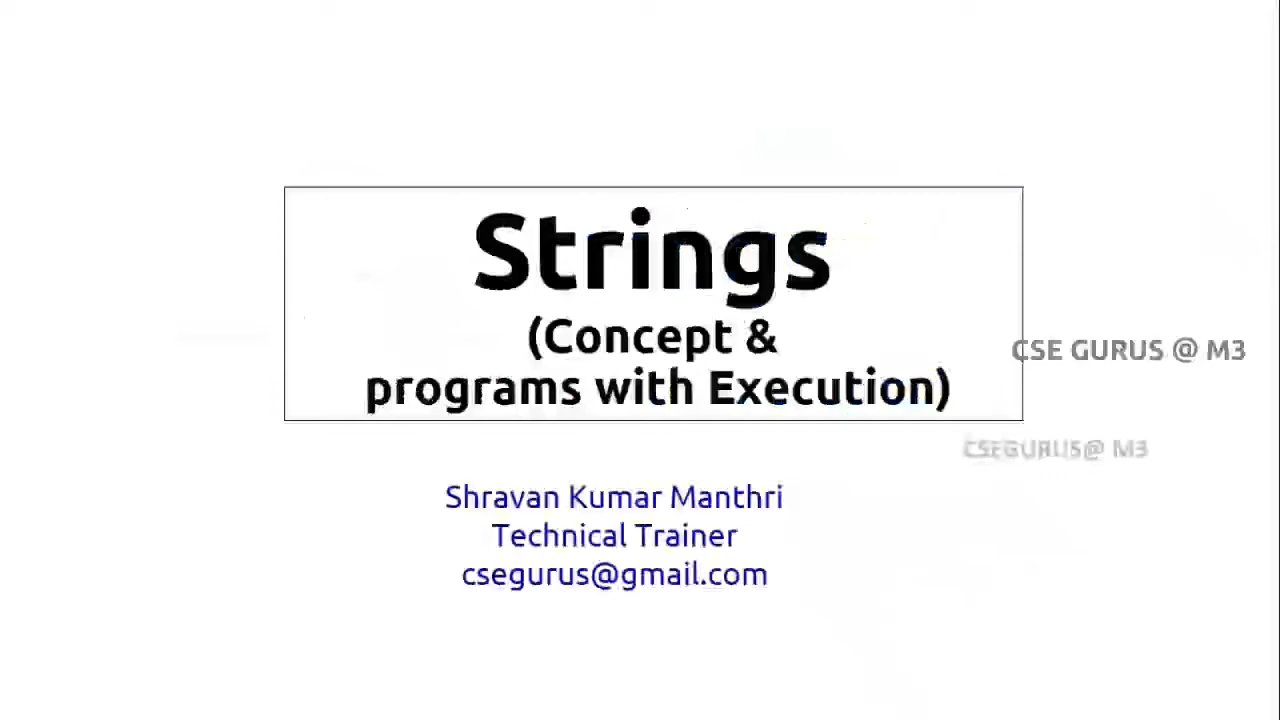 Strings
(Concept &
programs with Execution)
CSE GURUS @ M3
CSEGURUS@ M3
Shravan Kumar Manthri
Technical Trainer
csegurus@gmail.com